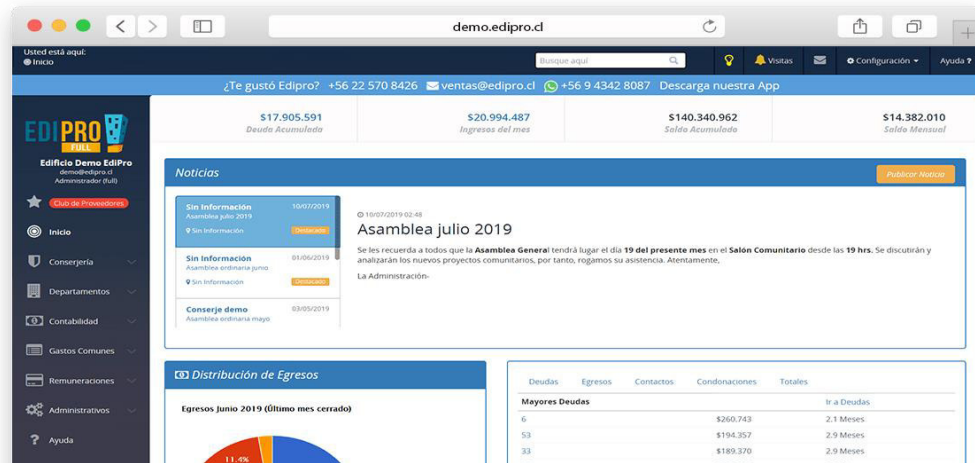 demo.edipro.cl
Usted está aquí:
Inicio
Busque aquí
Visitas
Configuración
Ayuda ?
¿Te gustó Edipro? +56 22 570 8426 ventas@edipro.cl +56 9 4342 8087 Descarga nuestra App
EDIPRO
FULL
Edificio Demo EdiPro
demo@edipro.cl
Administrador (full)
Club de Proveedores
Inicio
Conserjería
Departamentos
Contabilidad
Gastos Comunes
Remuneraciones
Administrativos
Ayuda
$17.905.591
Deuda Acumulada
$20.994.487
Ingresos del mes
$140.340.962
Saldo Acumulado
$14.382.010
Saldo Mensual
Noticias
Publicar Noticia
Sin Información 10/07/2019
Asamblea julio 2019
Sin Información Destacado
Sin Información 01/06/2019
Asamblea ordinaria junio
Sin Información Destacado
Conserje demo 03/05/2019
Asamblea ordinaria mayo
10/07/2019 02:48
Asamblea julio 2019
Se les recuerda a todos que la Asamblea General tendrá lugar el día 19 del presente mes en el Salón Comunitario desde las 19 hrs. Se discutirán y
analizarán los nuevos proyectos comunitarios, por tanto, rogamos su asistencia. Atentamente,
La Administración-
Distribución de Egresos
Egresos Junio 2019 (Último mes cerrado)
11.4%
Deudas Egresos Contactos Condonaciones Totales
Mayores Deudas Ir a Deudas
6 $260.743 2.1 Meses
53 $194.357 2.9 Meses
33 $189.370 2.9 Meses